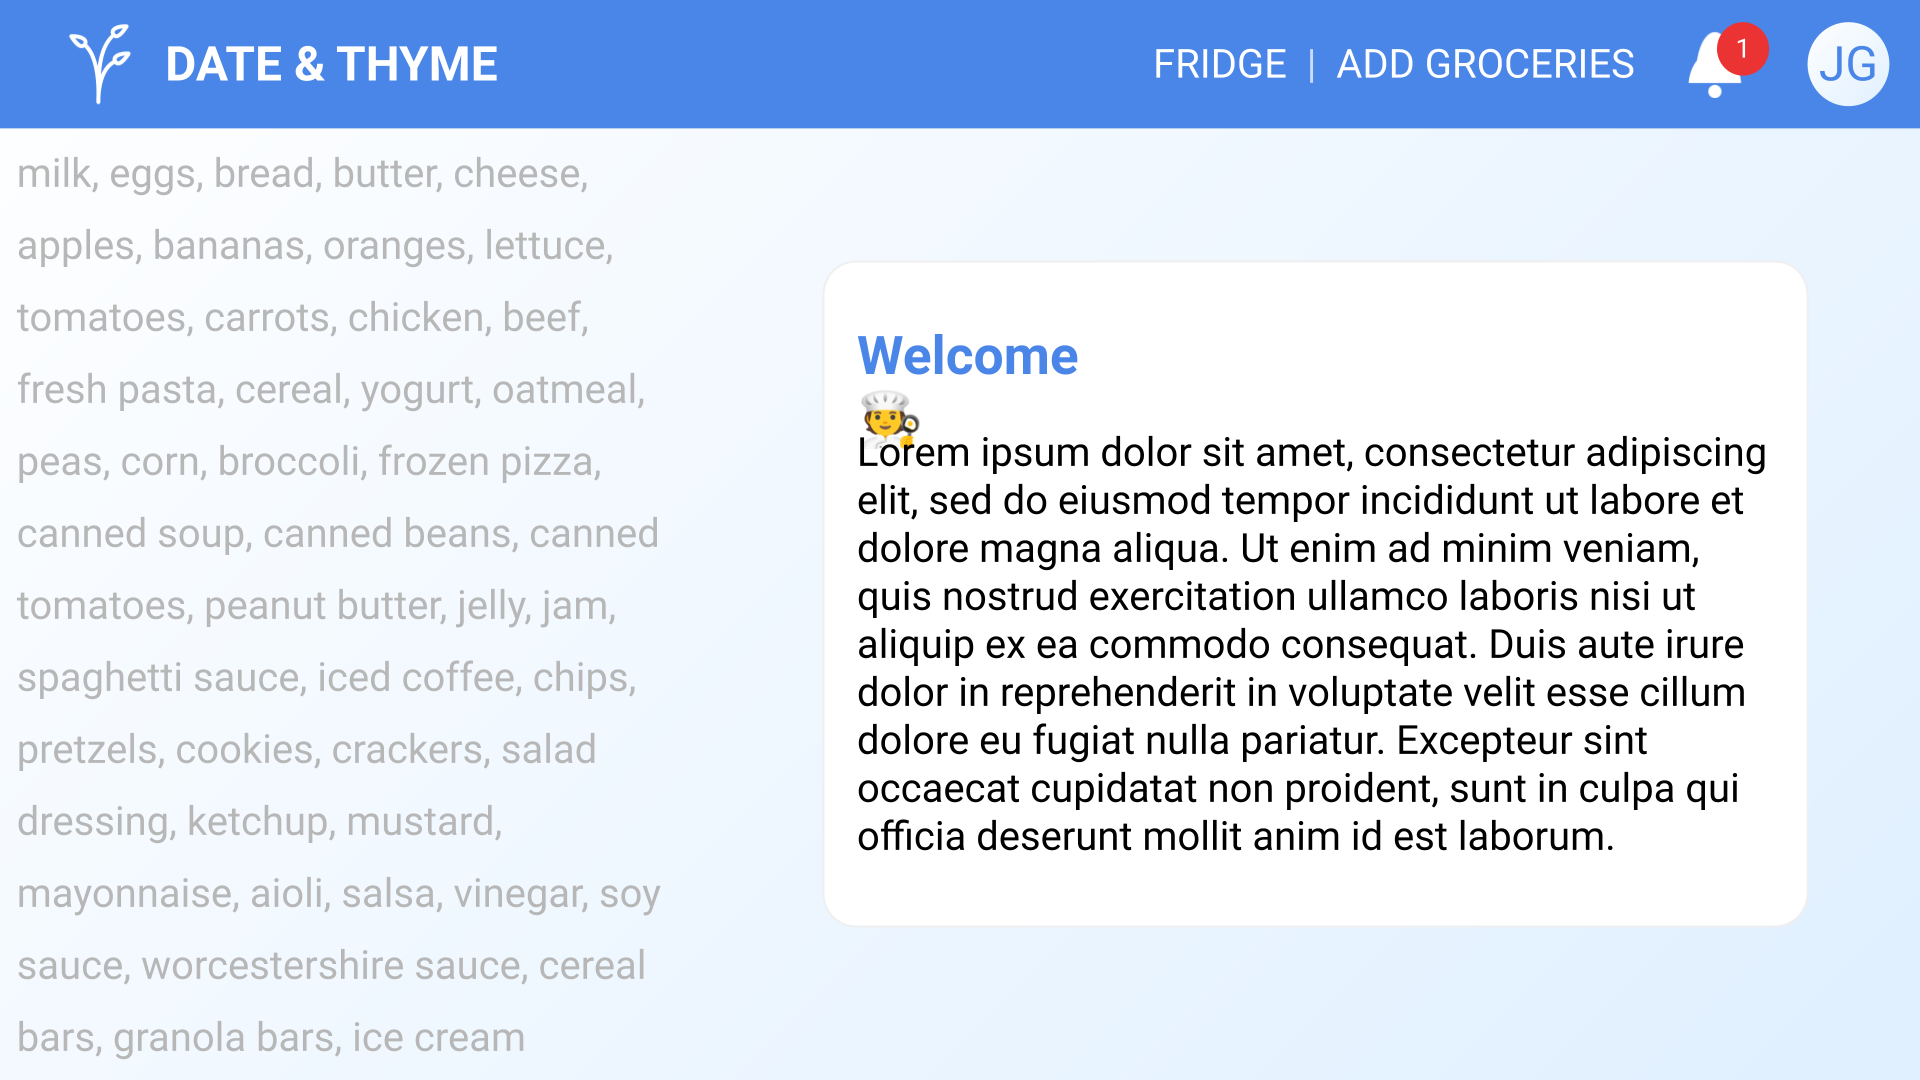 DATE & THYME
FRIDGE | ADD GROCERIES
1
JG
milk, eggs, bread, butter, cheese,
apples, bananas, oranges, lettuce,
tomatoes, carrots, chicken, beef,
fresh pasta, cereal, yogurt, oatmeal,
peas, corn, broccoli, frozen pizza,
canned soup, canned beans, canned
tomatoes, peanut butter, jelly, jam,
spaghetti sauce, iced coffee, chips,
pretzels, cookies, crackers, salad
dressing, ketchup, mustard,
mayonnaise, aioli, salsa, vinegar, soy
sauce, worcestershire sauce, cereal
bars, granola bars, ice cream
Welcome
Lorem ipsum dolor sit amet, consectetur adipiscing
elit, sed do eiusmod tempor incididunt ut labore et
dolore magna aliqua. Ut enim ad minim veniam,
quis nostrud exercitation ullamco laboris nisi ut
aliquip ex ea commodo consequat. Duis aute irure
dolor in reprehenderit in voluptate velit esse cillum
dolore eu fugiat nulla pariatur. Excepteur sint
occaecat cupidatat non proident, sunt in culpa qui
officia deserunt mollit anim id est laborum.